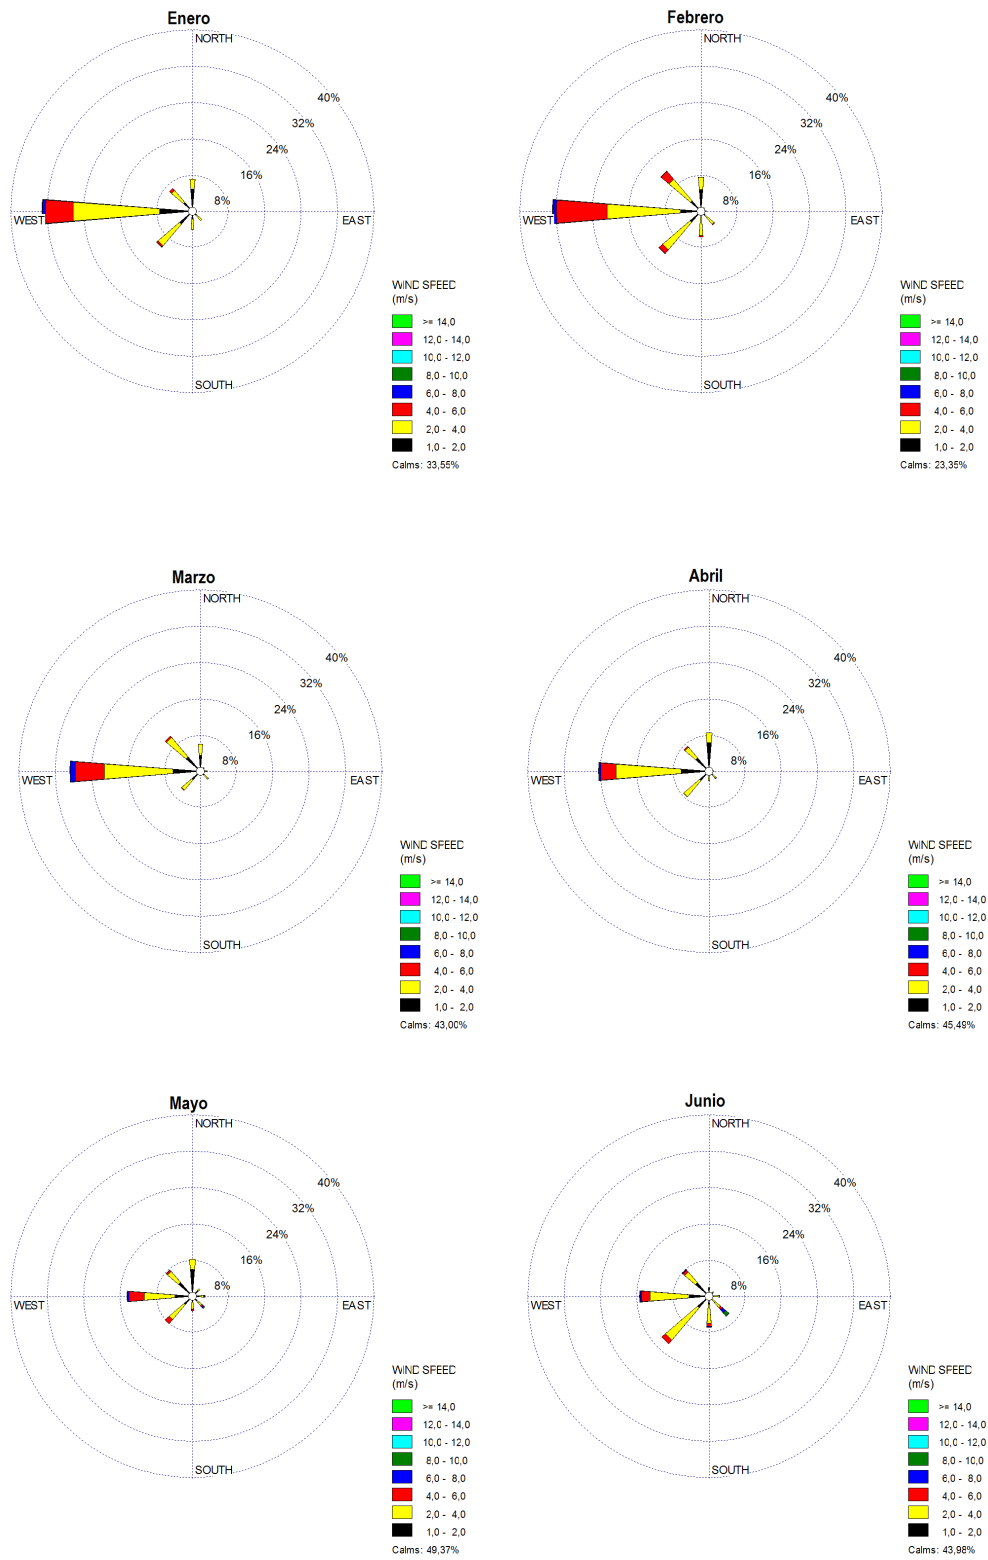 Enero
NORTH
40%
32%
24%
16%
8%
WEST
EAST
SOUTH
WIND SPEED
(m/s)
>= 14,0
12,0 - 14,0
10,0 - 12,0
8,0 - 10,0
6,0 - 8,0
4,0 - 6,0
2,0 - 4,0
1,0 - 2,0
Calms: 33,55%
Febrero
NORTH
40%
32%
24%
16%
8%
WEST
EAST
SOUTH
WIND SPEED
(m/s)
>= 14,0
12,0 - 14,0
10,0 - 12,0
8,0 - 10,0
6,0 - 8,0
4,0 - 6,0
2,0 - 4,0
1,0 - 2,0
Calms: 23,35%
Marzo
NORTH
40%
32%
24%
16%
8%
WEST
EAST
SOUTH
WIND SPEED
(m/s)
>= 14,0
12,0 - 14,0
10,0 - 12,0
8,0 - 10,0
6,0 - 8,0
4,0 - 6,0
2,0 - 4,0
1,0 - 2,0
Calms: 43,00%
Abril
NORTH
40%
32%
24%
16%
8%
WEST
EAST
SOUTH
WIND SPEED
(m/s)
>= 14,0
12,0 - 14,0
10,0 - 12,0
8,0 - 10,0
6,0 - 8,0
4,0 - 6,0
2,0 - 4,0
1,0 - 2,0
Calms: 45,49%
Mayo
NORTH
40%
32%
24%
16%
8%
WEST
EAST
SOUTH
WIND SPEED
(m/s)
>= 14,0
12,0 - 14,0
10,0 - 12,0
8,0 - 10,0
6,0 - 8,0
4,0 - 6,0
2,0 - 4,0
1,0 - 2,0
Calms: 49,37%
Junio
NORTH
40%
32%
24%
16%
8%
WEST
EAST
SOUTH
WIND SPEED
(m/s)
>= 14,0
12,0 - 14,0
10,0 - 12,0
8,0 - 10,0
6,0 - 8,0
4,0 - 6,0
2,0 - 4,0
1,0 - 2,0
Calms: 43,98%